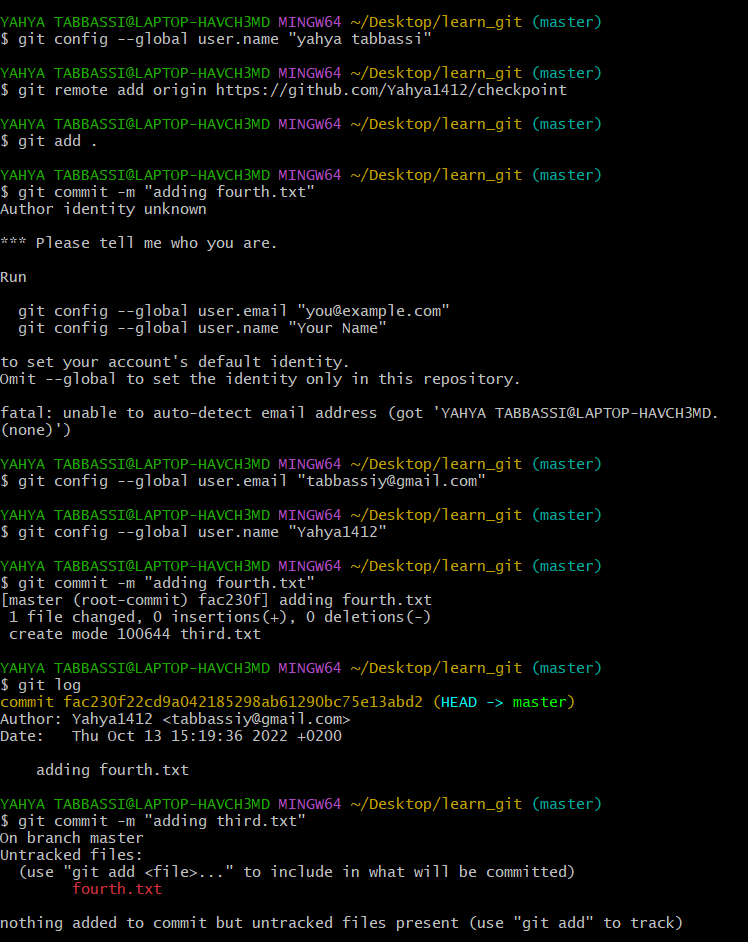 YAHYA TABBASSI@LAPTOP-HAVCH3MD MINGW64 ~/Desktop/learn_git (master)
$ git config --global user.name "yahya tabbassi"
YAHYA TABBASSI@LAPTOP-HAVCH3MD MINGW64 ~/Desktop/learn_git (master)
$ git remote add origin https://github.com/Yahya1412/checkpoint
YAHYA TABBASSI@LAPTOP-HAVCH3MD MINGW64 ~/Desktop/learn_git (master)
$ git add .
YAHYA TABBASSI@LAPTOP-HAVCH3MD MINGW64 ~/Desktop/learn_git (master)
$ git commit -m "adding fourth.txt"
Author identity unknown
*** Please tell me who you are.
Run
  git config --global user.email "you@example.com"
  git config --global user.name "Your Name"
to set your account's default identity.
Omit --global to set the identity only in this repository.
fatal: unable to auto-detect email address (got 'YAHYA TABBASSI@LAPTOP-HAVCH3MD.
(none)')
YAHYA TABBASSI@LAPTOP-HAVCH3MD MINGW64 ~/Desktop/learn_git (master)
$ git config --global user.email "tabbassiy@gmail.com"
YAHYA TABBASSI@LAPTOP-HAVCH3MD MINGW64 ~/Desktop/learn_git (master)
$ git config --global user.name "Yahya1412"
YAHYA TABBASSI@LAPTOP-HAVCH3MD MINGW64 ~/Desktop/learn_git (master)
$ git commit -m "adding fourth.txt"
[master (root-commit) fac230f] adding fourth.txt
 1 file changed, 0 insertions(+), 0 deletions(-)
 create mode 100644 third.txt
YAHYA TABBASSI@LAPTOP-HAVCH3MD MINGW64 ~/Desktop/learn_git (master)
$ git log
commit fac230f22cd9a042185298ab61290bc75e13abd2 (HEAD -> master)
Author: Yahya1412 <tabbassiy@gmail.com>
Date:   Thu Oct 13 15:19:36 2022 +0200
    adding fourth.txt
YAHYA TABBASSI@LAPTOP-HAVCH3MD MINGW64 ~/Desktop/learn_git (master)
$ git commit -m "adding third.txt"
On branch master
Untracked files:
  (use "git add <file>..." to include in what will be committed)
        fourth.txt
nothing added to commit but untracked files present (use "git add" to track)